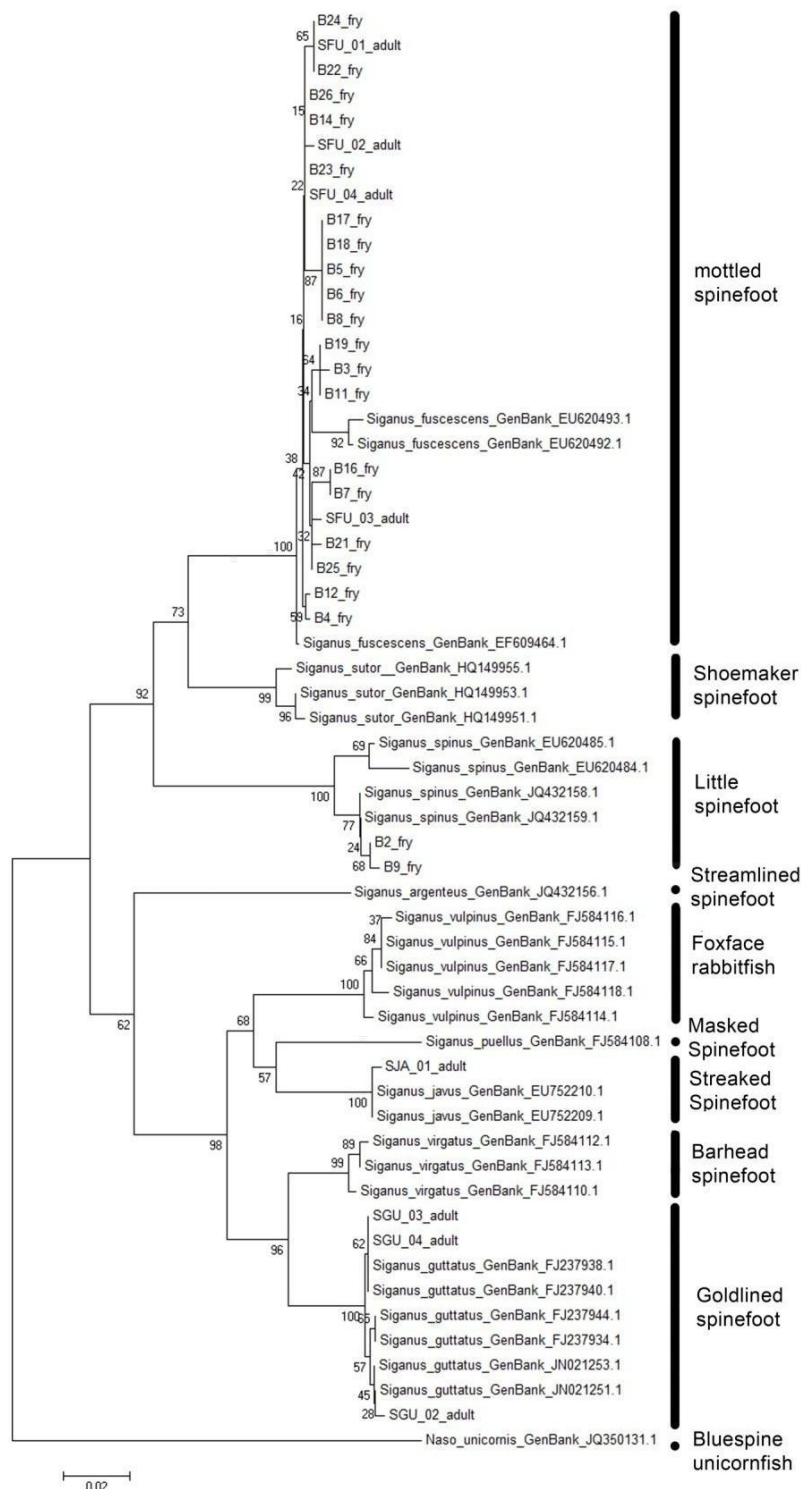 B24_fry
65
SFU_01_adult
B22_fry
B26_fry
15
B14_fry
SFU_02_adult
B23_fry
22
SFU_04_adult
B17_fry
B18_fry
B5_fry
87
B6_fry
16
B8_fry
B19_fry
64
B3_fry
34
B11_fry
Siganus_fuscescens_GenBank_EU620493.1
92
Siganus_fuscescens_GenBank_EU620492.1
38
42
87
B16_fry
B7_fry
SFU_03_adult
32
B21_fry
100
B25_fry
B12_fry
59
B4_fry
Siganus_fuscescens_GenBank_EF609464.1
mottled
spinefoot
73
Siganus_sutor__GenBank_HQ149955.1
99
Siganus_sutor_GenBank_HQ149953.1
96
Siganus_sutor_GenBank_HQ149951.1
Shoemaker
spinefoot
92
69
Siganus_spinus_GenBank_EU620485.1
Siganus_spinus_GenBank_EU620484.1
100
Siganus_spinus_GenBank_JQ432158.1
77
Siganus_spinus_GenBank_JQ432159.1
24
B2_fry
68
B9_fry
Little
spinefoot
Siganus_argenteus_GenBank_JQ432156.1
Streamlined
spinefoot
37
Siganus_vulpinus_GenBank_FJ584116.1
84
Siganus_vulpinus_GenBank_FJ584115.1
66
Siganus_vulpinus_GenBank_FJ584117.1
100
Siganus_vulpinus_GenBank_FJ584118.1
Siganus_vulpinus_GenBank_FJ584114.1
Foxface
rabbitfish
62
68
Siganus_puellus_GenBank_FJ584108.1
Masked
Spinefoot
57
SJA_01_adult
100
Siganus_javus_GenBank_EU752210.1
Siganus_javus_GenBank_EU752209.1
Streaked
Spinefoot
98
89
Siganus_virgatus_GenBank_FJ584112.1
99
Siganus_virgatus_GenBank_FJ584113.1
Siganus_virgatus_GenBank_FJ584110.1
Barhead
spinefoot
96
SGU_03_adult
62
SGU_04_adult
Siganus_guttatus_GenBank_FJ237938.1
Siganus_guttatus_GenBank_FJ237940.1
100
65
Siganus_guttatus_GenBank_FJ237944.1
Siganus_guttatus_GenBank_FJ237934.1
57
Siganus_guttatus_GenBank_JN021253.1
45
Siganus_guttatus_GenBank_JN021251.1
28
SGU_02_adult
Goldlined
spinefoot
Naso_unicornis_GenBank_JQ350131.1
Bluespine
unicornfish
0.02